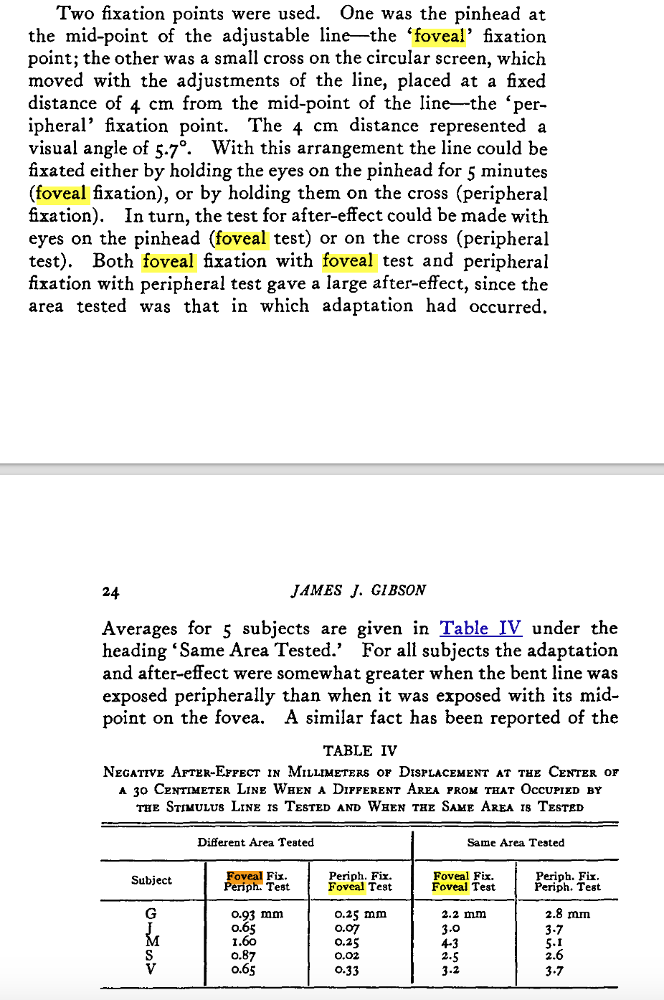 Two fixation points were used. One was the pinhead at
the mid-point of the adjustable line—the ‘foveal’ fixation
point; the other was a small cross on the circular screen, which
moved with the adjustments of the line, placed at a fixed
distance of 4 cm from the mid-point of the line—the ‘per-
ipheral’ fixation point. The 4 cm distance represented a
visual angle of 5.7°. With this arrangement the line could be
fixated either by holding the eyes on the pinhead for 5 minutes
(foveal fixation), or by holding them on the cross (peripheral
fixation). In turn, the test for after-effect could be made with
eyes on the pinhead (foveal test) or on the cross (peripheral
test). Both foveal fixation with foveal test and peripheral
fixation with peripheral test gave a large after-effect, since the
area tested was that in which adaptation had occurred.
24 JAMES J. GIBSON
Averages for 5 subjects are given in Table IV under the
heading ‘Same Area Tested.’ For all subjects the adaptation
and after-effect were somewhat greater when the bent line was
exposed peripherally than when it was exposed with its mid-
point on the fovea. A similar fact has been reported of the
TABLE IV
NEGATIVE AFTER-EFFECT IN MILLIMETERS OF DISPLACEMENT AT THE CENTER OF
A 30 CENTIMETER LINE WHEN A DIFFERENT AREA FROM THAT OCCUPIED BY
THE STIMULUS LINE IS TESTED AND WHEN THE SAME AREA IS TESTED
Different Area Tested Same Area Tested
Subject Foveal Fix. Periph. Test Periph. Fix. Foveal Test Foveal Fix. Foveal Test Periph. Fix. Periph. Test
G 0.93 mm 0.25 mm 2.2 mm 2.8 mm
J 0.65 0.07 3.0 3.7
M 1.60 0.25 4.3 5.1
S 0.87 0.02 2.5 2.6
V 0.65 0.33 3.2 3.7